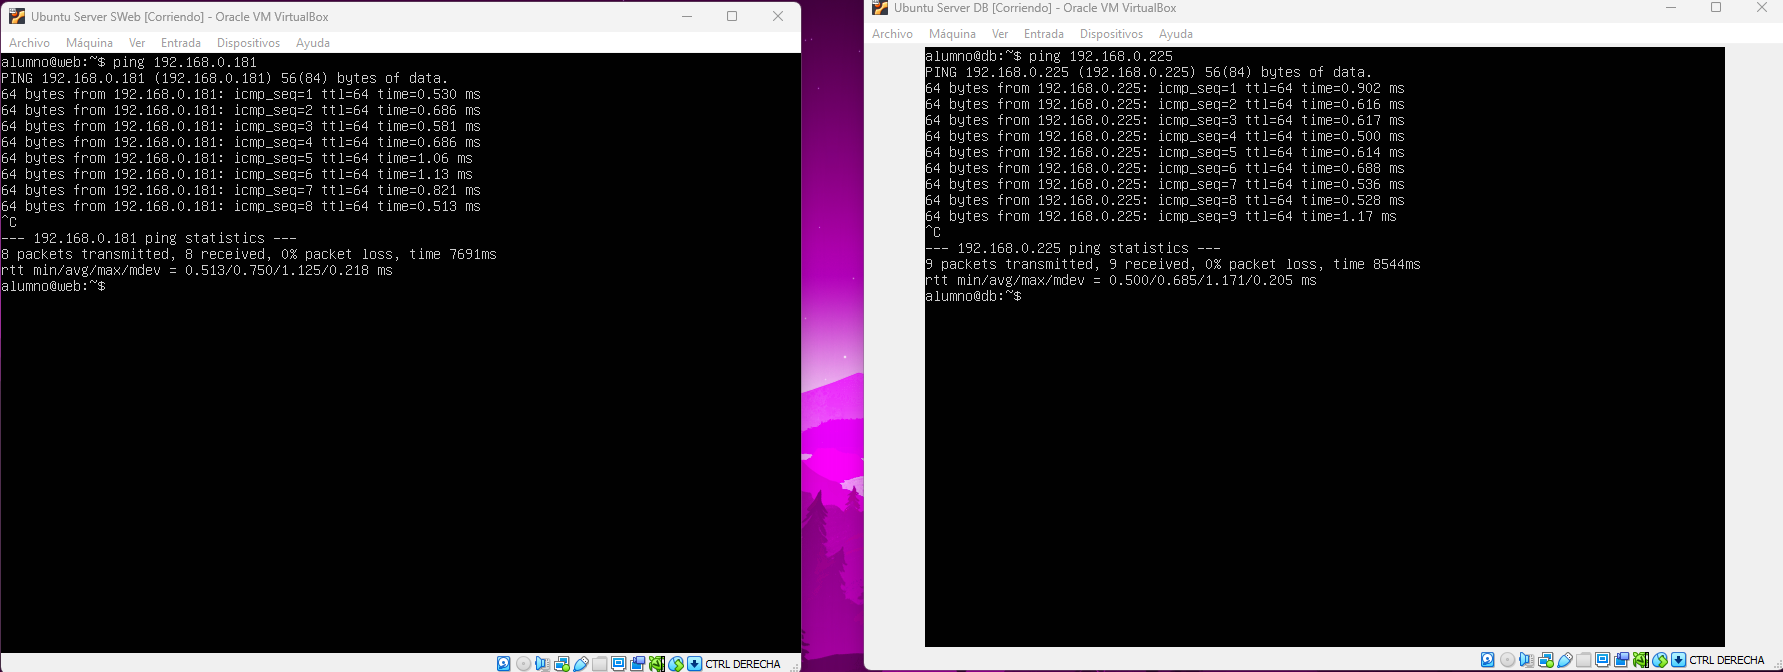 Ubuntu Server SWeb [Corriendo] - Oracle VM VirtualBox
Archivo Máquina Ver Entrada Dispositivos Ayuda
alumno@web:~$ ping 192.168.0.181
PING 192.168.0.181 (192.168.0.181) 56(84) bytes of data.
64 bytes from 192.168.0.181: icmp_seq=1 ttl=64 time=0.530 ms
64 bytes from 192.168.0.181: icmp_seq=2 ttl=64 time=0.686 ms
64 bytes from 192.168.0.181: icmp_seq=3 ttl=64 time=0.581 ms
64 bytes from 192.168.0.181: icmp_seq=4 ttl=64 time=0.686 ms
64 bytes from 192.168.0.181: icmp_seq=5 ttl=64 time=1.06 ms
64 bytes from 192.168.0.181: icmp_seq=6 ttl=64 time=1.13 ms
64 bytes from 192.168.0.181: icmp_seq=7 ttl=64 time=0.821 ms
64 bytes from 192.168.0.181: icmp_seq=8 ttl=64 time=0.513 ms
^C
--- 192.168.0.181 ping statistics ---
8 packets transmitted, 8 received, 0% packet loss, time 7691ms
rtt min/avg/max/mdev = 0.513/0.750/1.125/0.218 ms
alumno@web:~$
CTRL DERECHA
Ubuntu Server DB [Corriendo] - Oracle VM VirtualBox
Archivo Máquina Ver Entrada Dispositivos Ayuda
alumno@db:~$ ping 192.168.0.225
PING 192.168.0.225 (192.168.0.225) 56(84) bytes of data.
64 bytes from 192.168.0.225: icmp_seq=1 ttl=64 time=0.902 ms
64 bytes from 192.168.0.225: icmp_seq=2 ttl=64 time=0.616 ms
64 bytes from 192.168.0.225: icmp_seq=3 ttl=64 time=0.617 ms
64 bytes from 192.168.0.225: icmp_seq=4 ttl=64 time=0.500 ms
64 bytes from 192.168.0.225: icmp_seq=5 ttl=64 time=0.614 ms
64 bytes from 192.168.0.225: icmp_seq=6 ttl=64 time=0.688 ms
64 bytes from 192.168.0.225: icmp_seq=7 ttl=64 time=0.536 ms
64 bytes from 192.168.0.225: icmp_seq=8 ttl=64 time=0.528 ms
64 bytes from 192.168.0.225: icmp_seq=9 ttl=64 time=1.17 ms
^C
--- 192.168.0.225 ping statistics ---
9 packets transmitted, 9 received, 0% packet loss, time 8544ms
rtt min/avg/max/mdev = 0.500/0.685/1.171/0.205 ms
alumno@db:~$
CTRL DERECHA